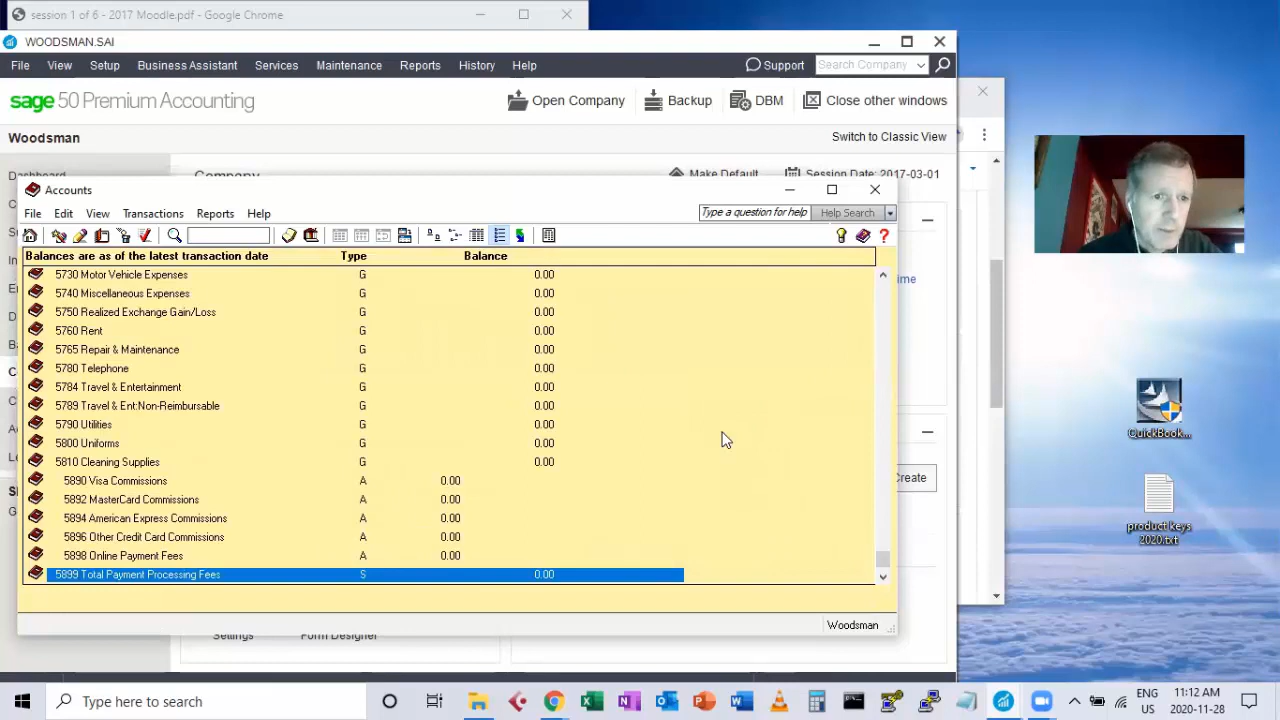 session 1 of 6 - 2017 Moodle.pdf - Google Chrome
WOODSMAN.SAI
File View Setup Business Assistant Services Maintenance Reports History Help Support Search Company
sage 50 Premium Accounting Open Company Backup DBM Close other windows
Woodsman Switch to Classic View
Make Default Session Date: 2017-03-01
Accounts
File Edit View Transactions Reports Help Type a question for help Help Search
Balances are as of the latest transaction date Type Balance
5730 Motor Vehicle Expenses G 0.00
5740 Miscellaneous Expenses G 0.00
5750 Realized Exchange Gain/Loss G 0.00
5760 Rent G 0.00
5765 Repair & Maintenance G 0.00
5780 Telephone G 0.00
5784 Travel & Entertainment G 0.00
5789 Travel & Ent:Non-Reimbursable G 0.00
5790 Utilities G 0.00
5800 Uniforms G 0.00
5810 Cleaning Supplies G 0.00
5890 Visa Commissions A 0.00
5892 MasterCard Commissions A 0.00
5894 American Express Commissions A 0.00
5896 Other Credit Card Commissions A 0.00
5898 Online Payment Fees A 0.00
5899 Total Payment Processing Fees S 0.00
Woodsman
Settings Form Designer
QuickBook...
product keys
2020.txt
Type here to search
ENG 11:12 AM
US 2020-11-28